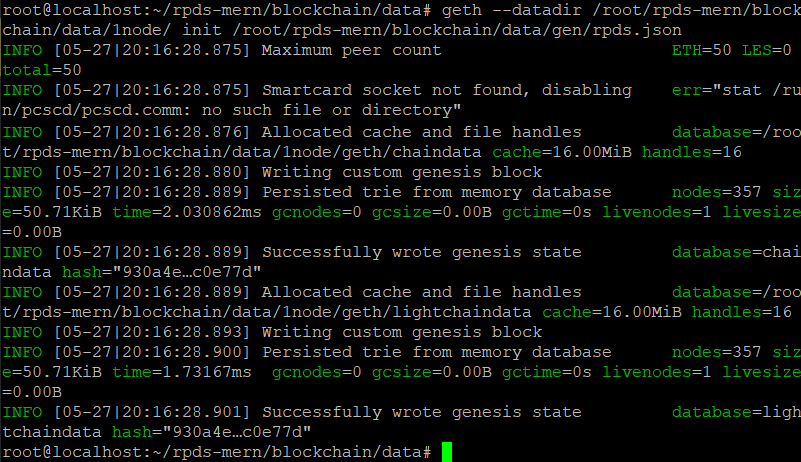 root@localhost:~/rpds-mern/blockchain/data# geth --datadir /root/rpds-mern/block
chain/data/1node/ init /root/rpds-mern/blockchain/data/gen/rpds.json
INFO [05-27|20:16:28.875] Maximum peer count                       ETH=50 LES=0
total=50
INFO [05-27|20:16:28.875] Smartcard socket not found, disabling    err="stat /ru
n/pcscd/pcscd.comm: no such file or directory"
INFO [05-27|20:16:28.876] Allocated cache and file handles         database=/roo
t/rpds-mern/blockchain/data/1node/geth/chaindata cache=16.00MiB handles=16
INFO [05-27|20:16:28.880] Writing custom genesis block
INFO [05-27|20:16:28.889] Persisted trie from memory database      nodes=357 siz
e=50.71KiB time=2.030862ms gcnodes=0 gcsize=0.00B gctime=0s livenodes=1 livesize
=0.00B
INFO [05-27|20:16:28.889] Successfully wrote genesis state         database=chai
ndata hash="930a4e…c0e77d"
INFO [05-27|20:16:28.889] Allocated cache and file handles         database=/roo
t/rpds-mern/blockchain/data/1node/geth/lightchaindata cache=16.00MiB handles=16
INFO [05-27|20:16:28.893] Writing custom genesis block
INFO [05-27|20:16:28.900] Persisted trie from memory database      nodes=357 siz
e=50.71KiB time=1.73167ms  gcnodes=0 gcsize=0.00B gctime=0s livenodes=1 livesize
=0.00B
INFO [05-27|20:16:28.901] Successfully wrote genesis state         database=ligh
tchaindata hash="930a4e…c0e77d"
root@localhost:~/rpds-mern/blockchain/data#